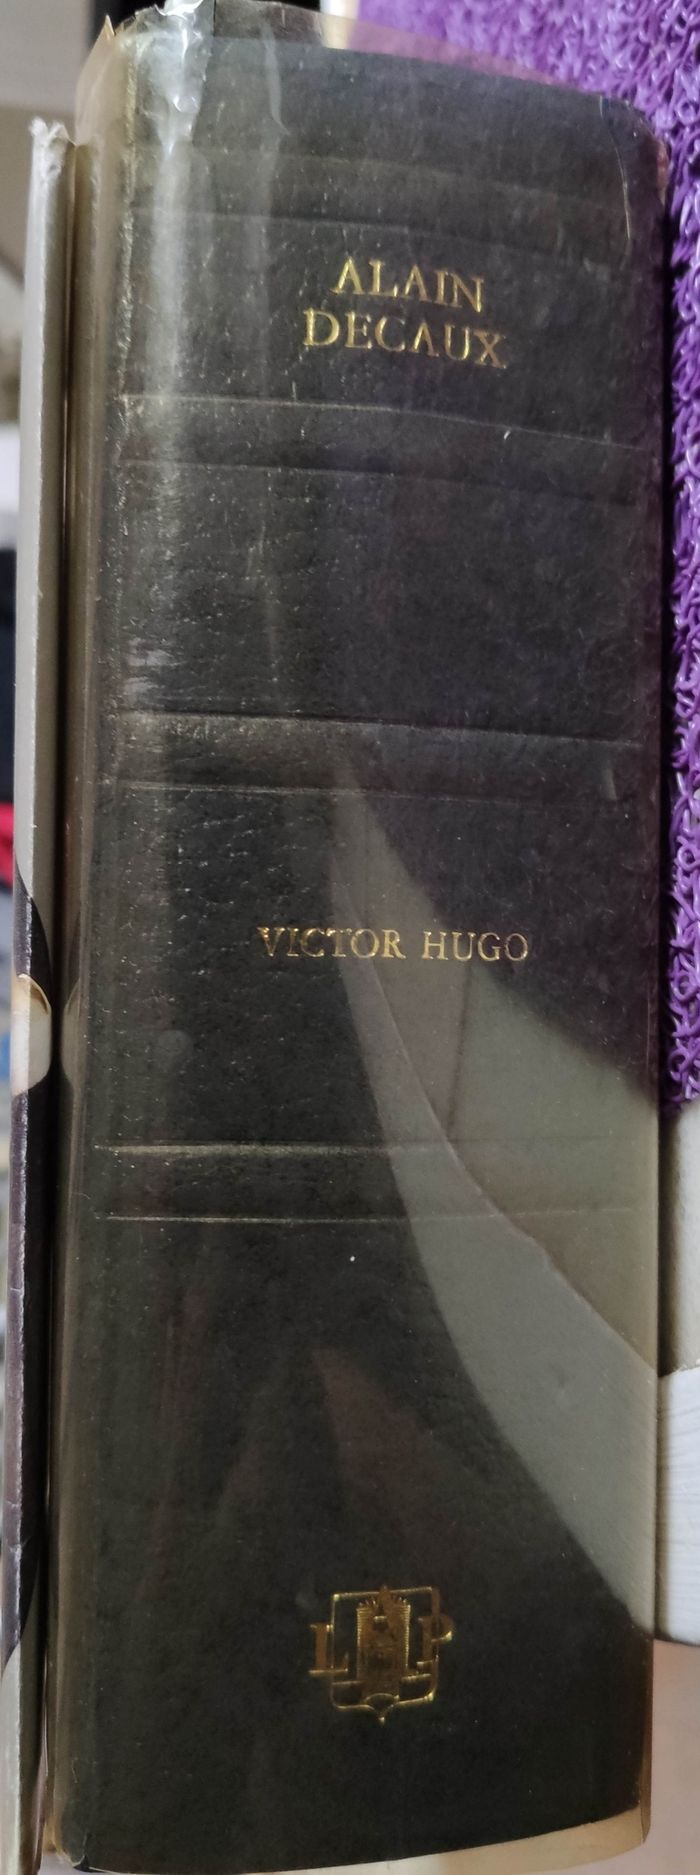 ALAIN
DECAUX
VICTOR HUGO
L P